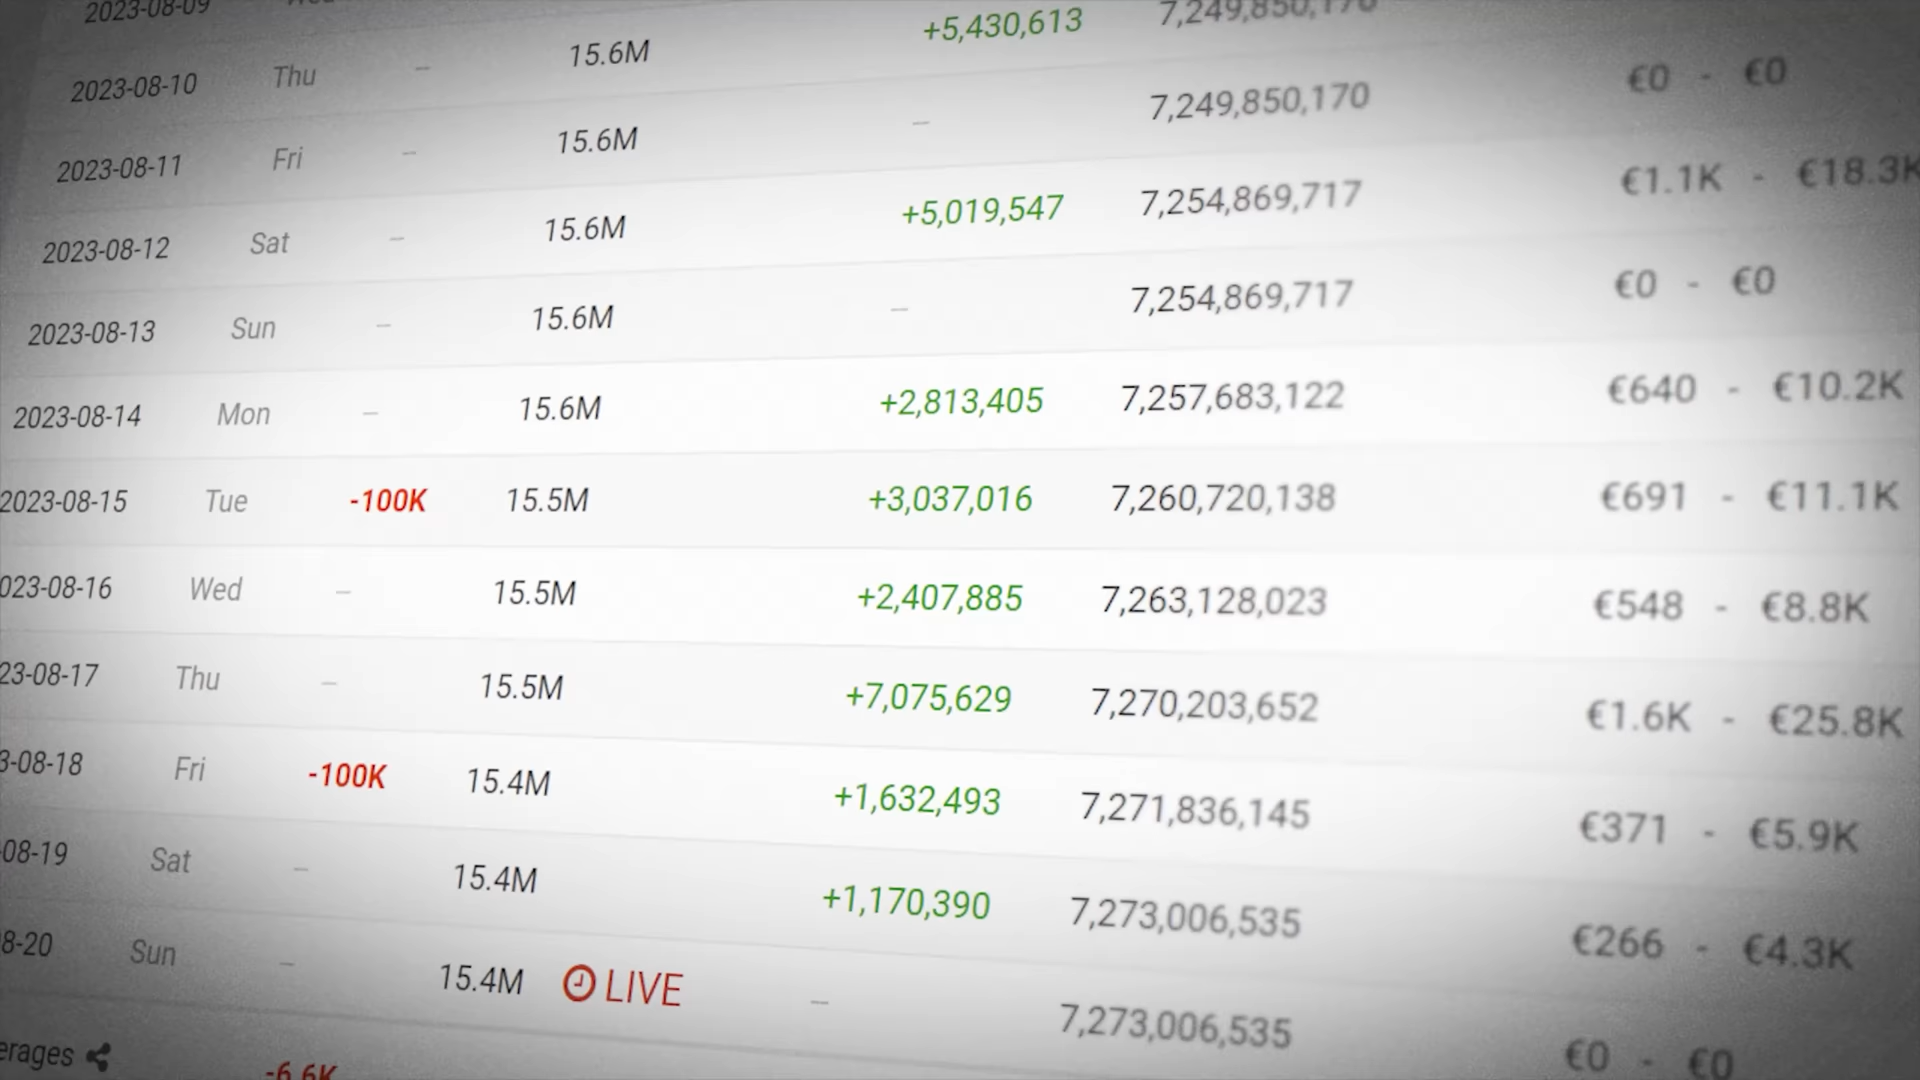 2023-08-09 Wed
2023-08-10 Thu – 15.6M +5,430,613 7,249,850,170
2023-08-11 Fri – 15.6M – 7,249,850,170 €0 - €0
2023-08-12 Sat – 15.6M +5,019,547 7,254,869,717 €1.1K - €18.3K
2023-08-13 Sun – 15.6M – 7,254,869,717 €0 - €0
2023-08-14 Mon – 15.6M +2,813,405 7,257,683,122 €640 - €10.2K
2023-08-15 Tue -100K 15.5M +3,037,016 7,260,720,138 €691 - €11.1K
023-08-16 Wed – 15.5M +2,407,885 7,263,128,023 €548 - €8.8K
23-08-17 Thu – 15.5M +7,075,629 7,270,203,652 €1.6K - €25.8K
3-08-18 Fri -100K 15.4M +1,632,493 7,271,836,145 €371 - €5.9K
-08-19 Sat – 15.4M +1,170,390 7,273,006,535 €266 - €4.3K
8-20 Sun – 15.4M LIVE – 7,273,006,535 €0 - €0
erages -6.6K